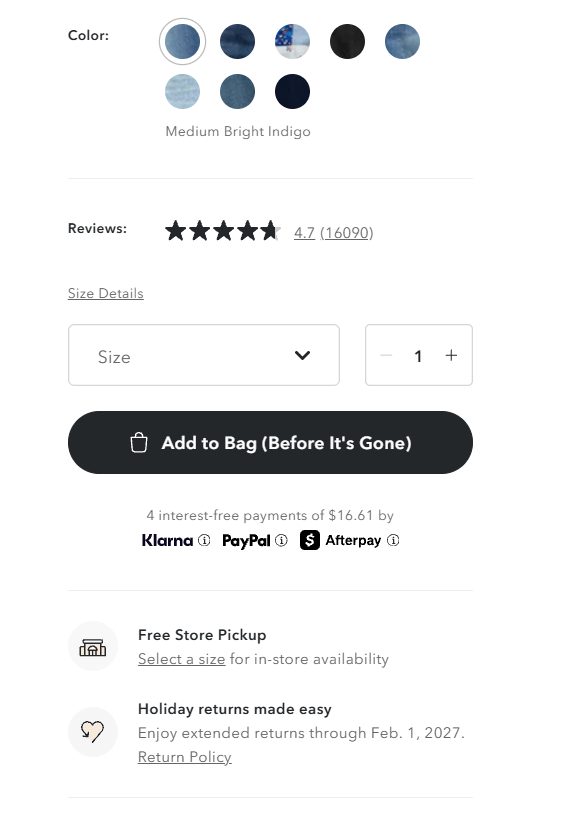 Color:
Medium Bright Indigo
Reviews:
4.7 (16090)
Size Details
Size
1
Add to Bag (Before It's Gone)
4 interest-free payments of $16.61 by
Klarna PayPal Afterpay
Free Store Pickup
Select a size for in-store availability
Holiday returns made easy
Enjoy extended returns through Feb. 1, 2027.
Return Policy